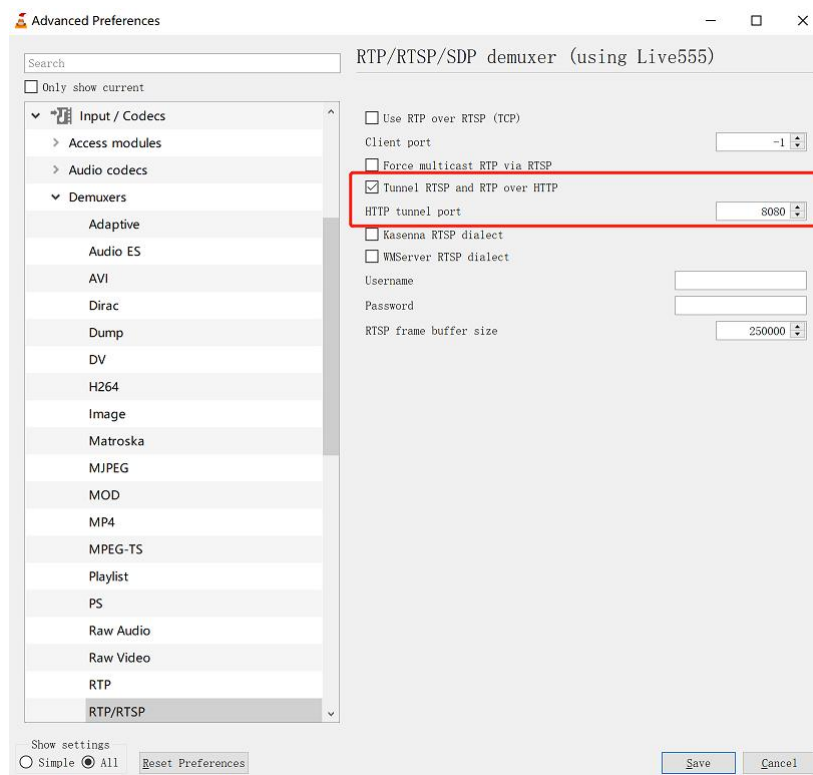 Advanced Preferences
Search
Only show current
Input / Codecs
Access modules
Audio codecs
Demuxers
Adaptive
Audio ES
AVI
Dirac
Dump
DV
H264
Image
Matroska
MJPEG
MOD
MP4
MPEG-TS
Playlist
PS
Raw Audio
Raw Video
RTP
RTP/RTSP
Show settings
Simple All Reset Preferences
RTP/RTSP/SDP demuxer (using Live555)
Use RTP over RTSP (TCP)
Client port -1
Force multicast RTP via RTSP
Tunnel RTSP and RTP over HTTP
HTTP tunnel port 8080
Kasenna RTSP dialect
WMServer RTSP dialect
Username
Password
RTSP frame buffer size 250000
Save Cancel